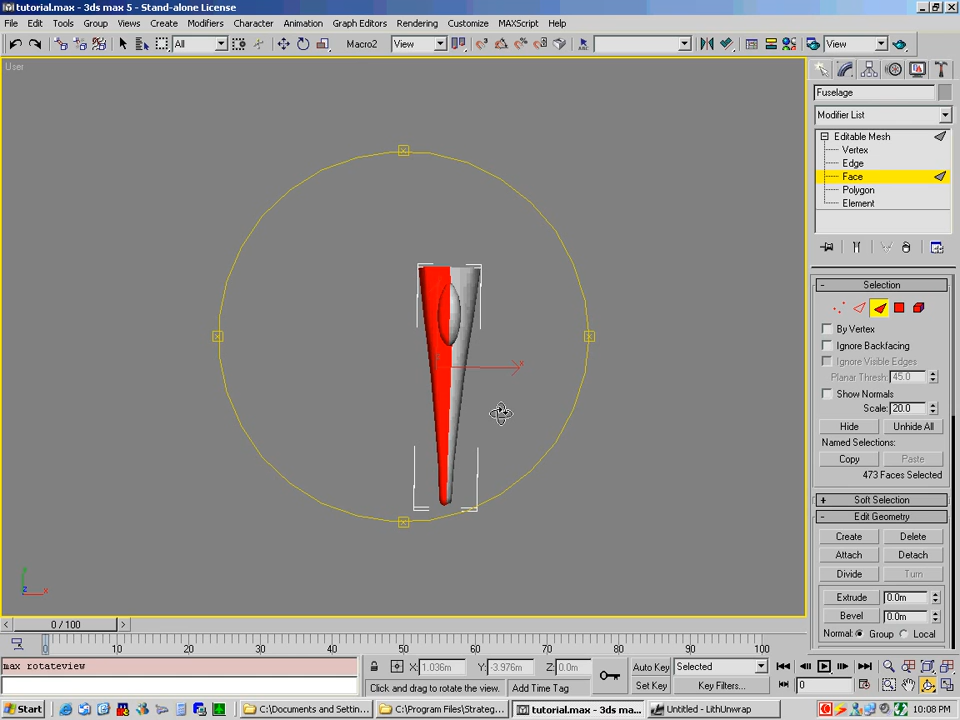 tutorial.max - 3ds max 5 - Stand-alone License
File Edit Tools Group Views Create Modifiers Character Animation Graph Editors Rendering Customize MAXScript Help
All Macro2 View View
User
Fuselage
Modifier List
Editable Mesh
Vertex
Edge
Face
Polygon
Element
- Selection
By Vertex
Ignore Backfacing
Ignore Visible Edges
Planar Thresh: 45.0
Show Normals
Scale: 20.0
Hide Unhide All
Named Selections:
Copy Paste
473 Faces Selected
+ Soft Selection
- Edit Geometry
Create Delete
Attach Detach
Divide Turn
Extrude 0.0m
Bevel 0.0m
Normal: Group Local
x
y
z x
< 0 / 100 >
0 10 20 30 40 50 60 70 80 90 100
max rotateview
X: 1.036m Y: -3.976m Z: 0.0m
Auto Key Selected
Click and drag to rotate the view. Add Time Tag
Set Key Key Filters... 0
Start C:\Documents and Settin... C:\Program Files\Strateg... tutorial.max - 3ds ma... Untitled - LithUnwrap 10:08 PM